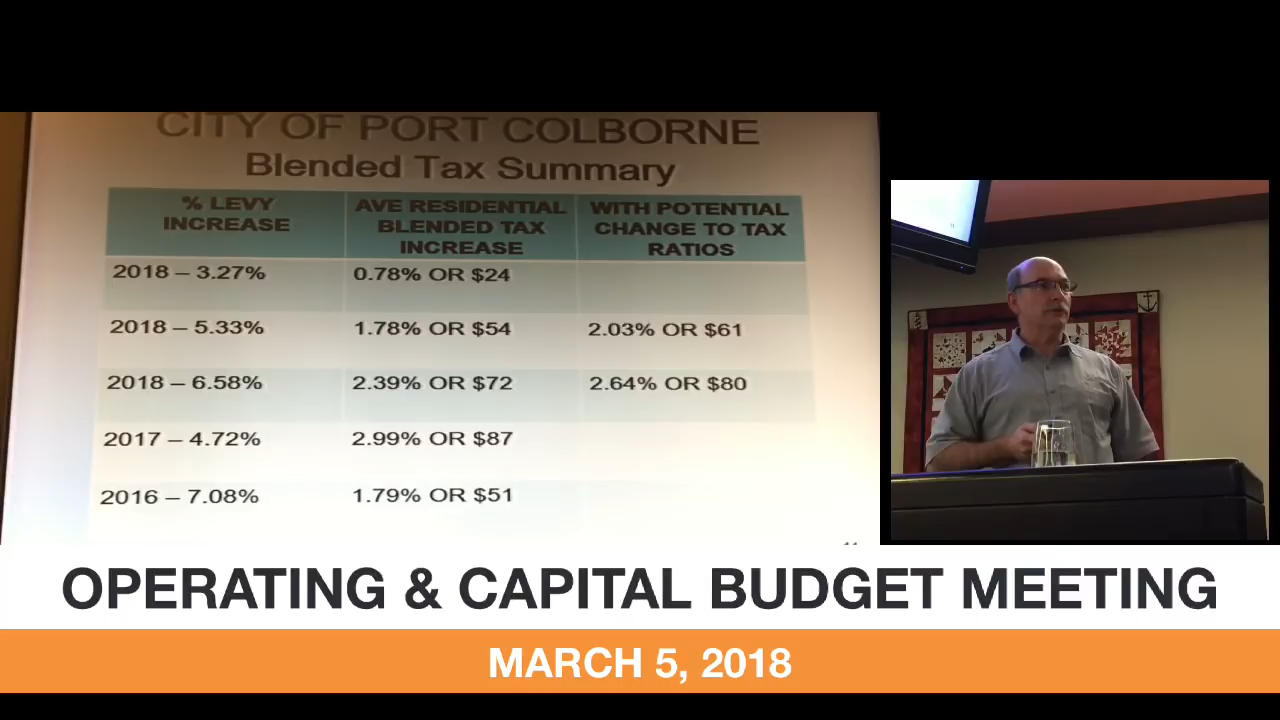 CITY OF PORT COLBORNE
Blended Tax Summary
% LEVY INCREASE
AVE RESIDENTIAL BLENDED TAX INCREASE
WITH POTENTIAL CHANGE TO TAX RATIOS
2018 – 3.27% 0.78% OR $24
2018 – 5.33% 1.78% OR $54 2.03% OR $61
2018 – 6.58% 2.39% OR $72 2.64% OR $80
2017 – 4.72% 2.99% OR $87
2016 – 7.08% 1.79% OR $51
OPERATING & CAPITAL BUDGET MEETING
MARCH 5, 2018